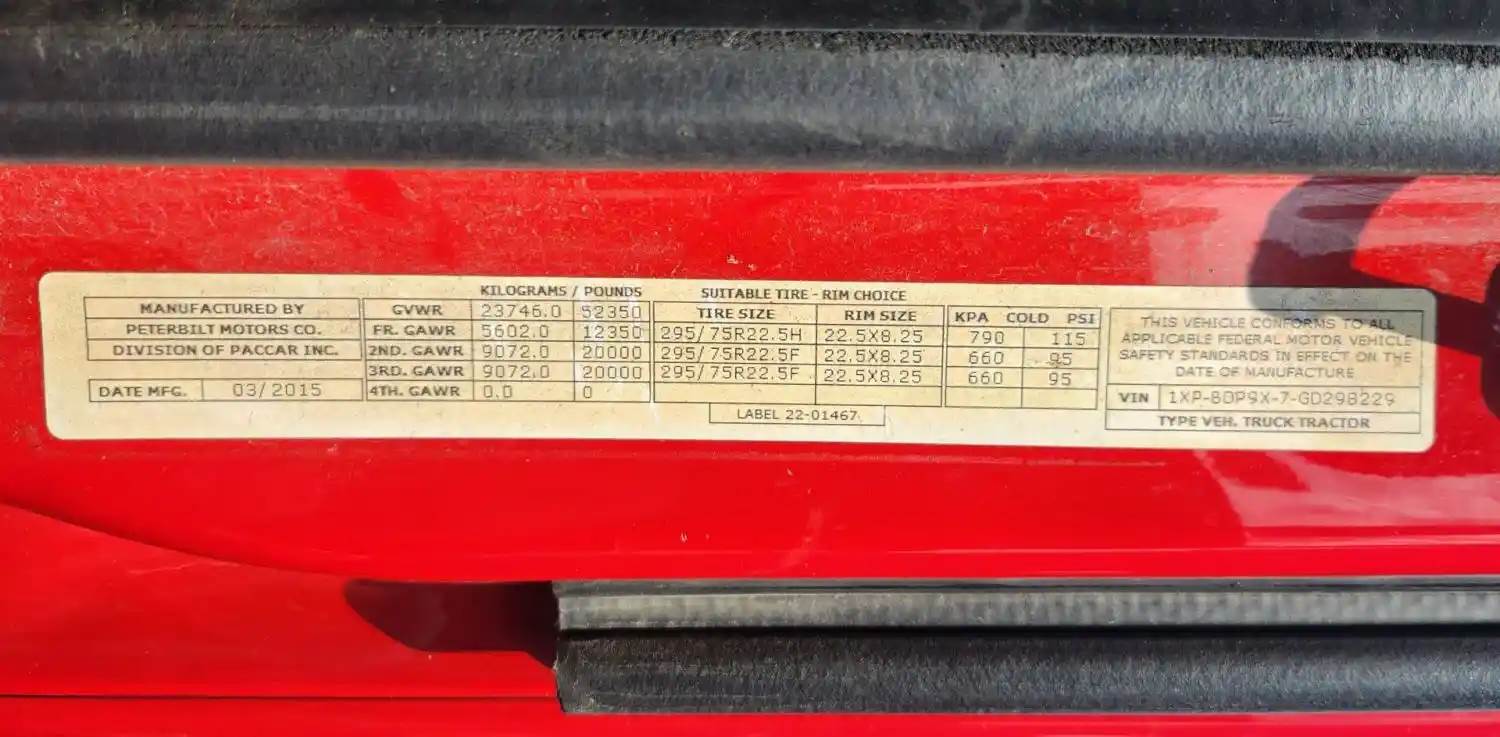 KILOGRAMS / POUNDS SUITABLE TIRE - RIM CHOICE
MANUFACTURED BY GVWR 23746.0 52350 TIRE SIZE RIM SIZE KPA COLD PSI
PETERBILT MOTORS CO. FR. GAWR 5602.0 12350 295/75R22.5H 22.5X8.25 790 115
DIVISION OF PACCAR INC. 2ND. GAWR 9072.0 20000 295/75R22.5F 22.5X8.25 660 95
3RD. GAWR 9072.0 20000 295/75R22.5F 22.5X8.25 660 95
DATE MFG. 03/2015 4TH. GAWR 0.0 0
LABEL 22-01467
THIS VEHICLE CONFORMS TO ALL
APPLICABLE FEDERAL MOTOR VEHICLE
SAFETY STANDARDS IN EFFECT ON THE
DATE OF MANUFACTURE
VIN 1XP-BDP9X-7-GD298229
TYPE VEH. TRUCK TRACTOR